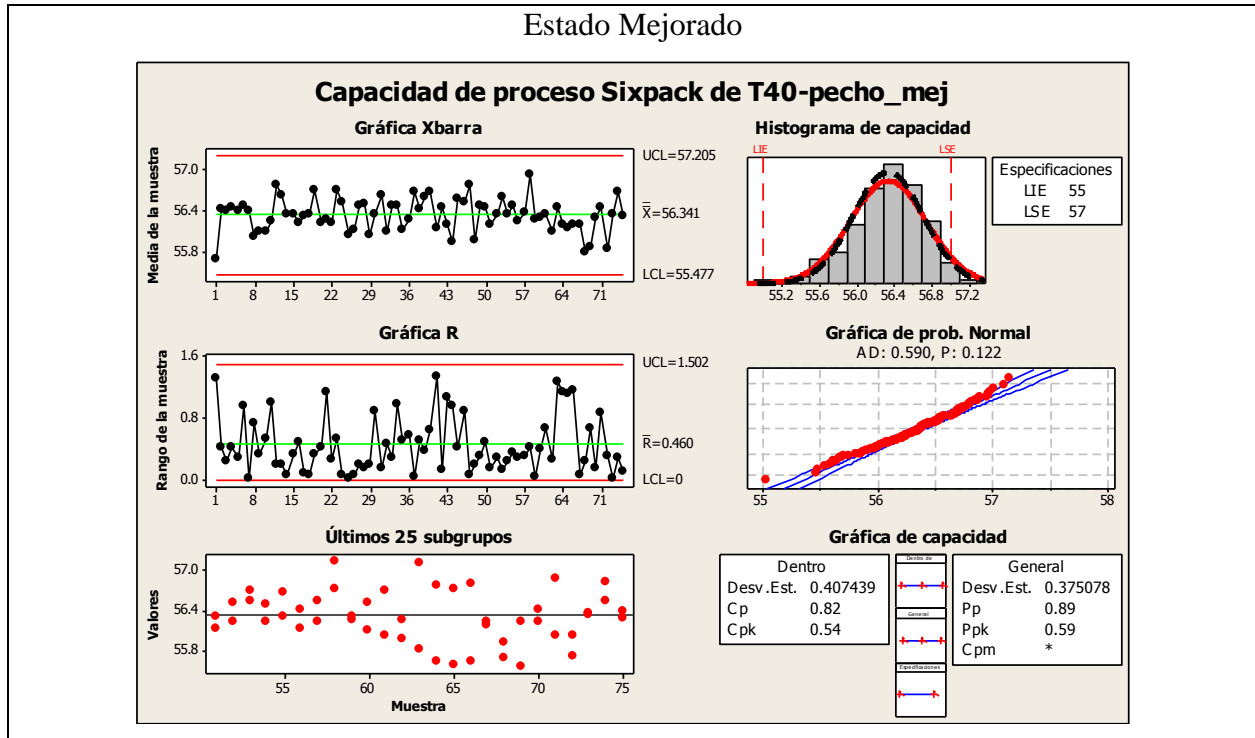 Estado Mejorado
Capacidad de proceso Sixpack de T40-pecho_mej
Gráfica Xbarra
Media de la muestra
57.0
56.4
55.8
1 8 15 22 29 36 43 50 57 64 71
UCL=57.205
X=56.341
LCL=55.477
Histograma de capacidad
LIE LSE
55.2 55.6 56.0 56.4 56.8 57.2
Especificaciones
LIE 55
LSE 57
Gráfica R
Rango de la muestra
1.6
0.8
0.0
1 8 15 22 29 36 43 50 57 64 71
UCL=1.502
R=0.460
LCL=0
Gráfica de prob. Normal
AD: 0.590, P: 0.122
55 56 57 58
Últimos 25 subgrupos
Valores
57.0
56.4
55.8
55 60 65 70 75
Muestra
Gráfica de capacidad
Dentro
Desv.Est. 0.407439
Cp 0.82
Cpk 0.54
Dentro de
General
Especificaciones
General
Desv.Est. 0.375078
Pp 0.89
Ppk 0.59
Cpm *